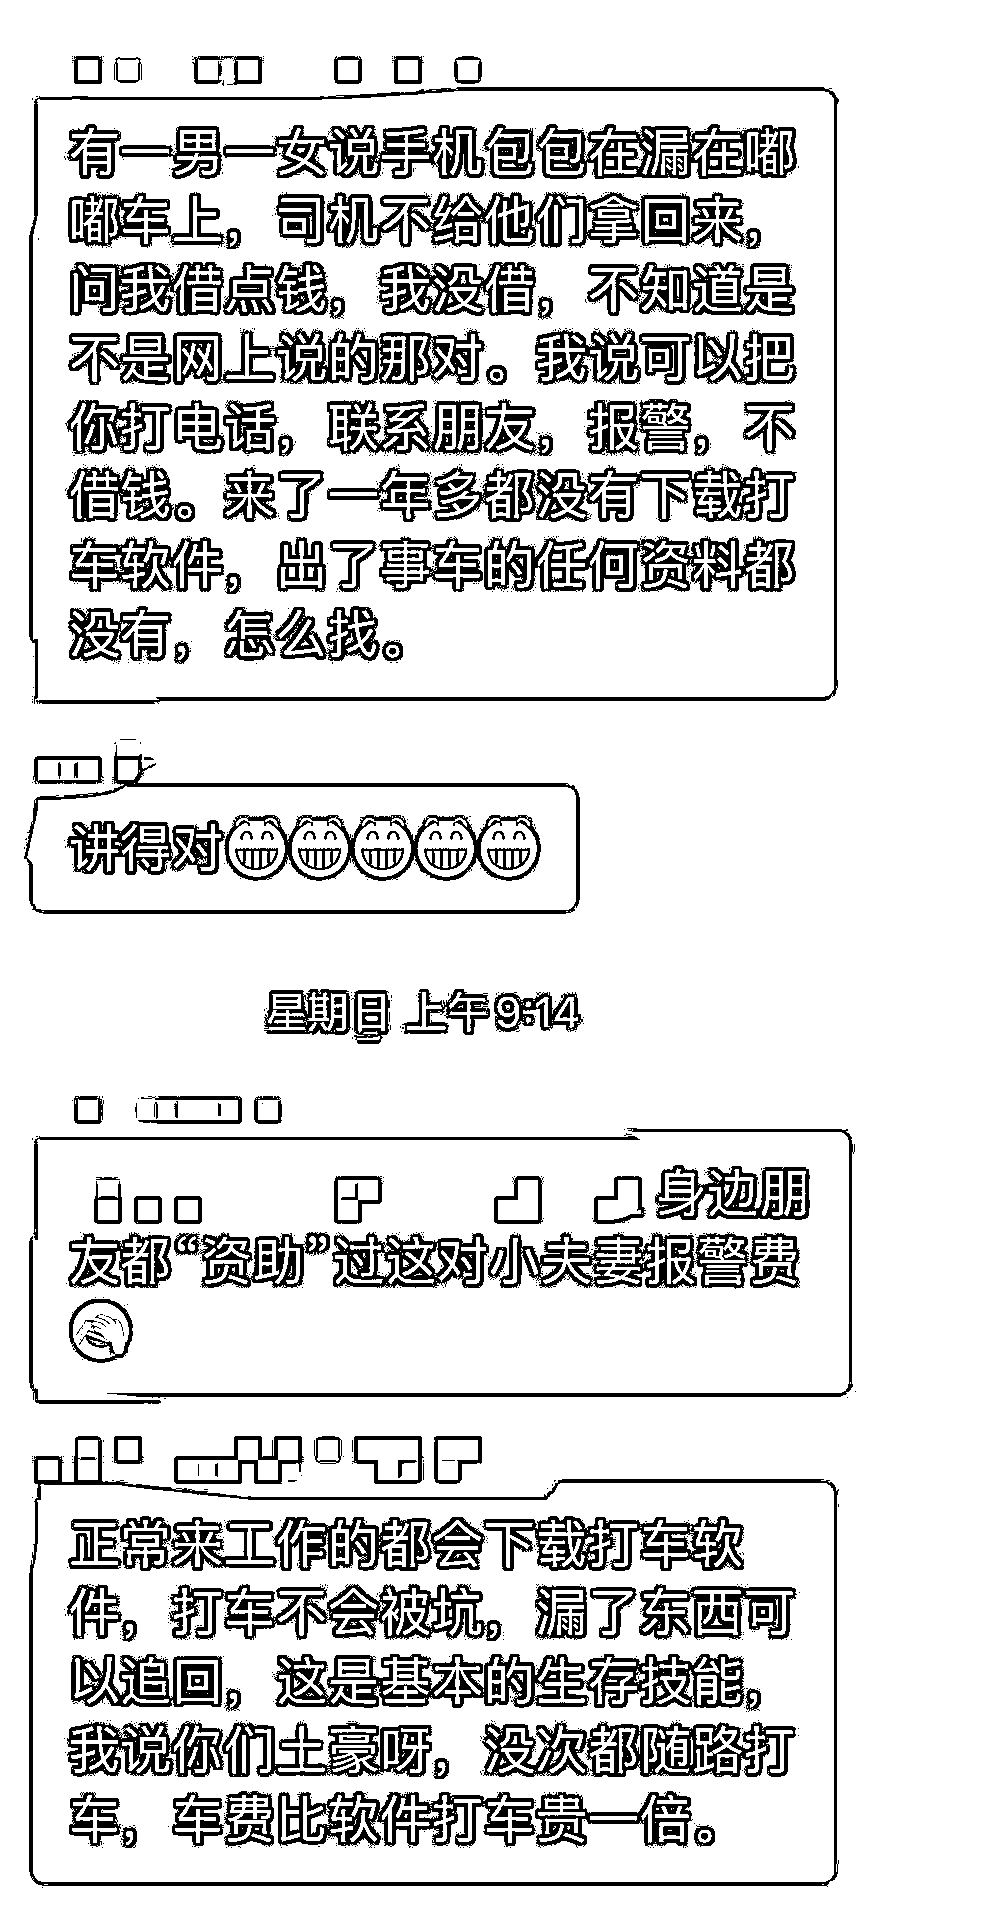 有一男一女说手机包包在漏在嘟
嘟车上，司机不给他们拿回来，
问我借点钱，我没借，不知道是
不是网上说的那对。我说可以把
你打电话，联系朋友，报警，不
借钱。来了一年多都没有下载打
车软件，出了事车的任何资料都
没有，怎么找。
讲得对
星期日 上午9:14
身边朋
友都“资助”过这对小夫妻报警费
正常来工作的都会下载打车软
件，打车不会被坑，漏了东西可
以追回，这是基本的生存技能，
我说你们土豪呀，没次都随路打
车，车费比软件打车贵一倍。